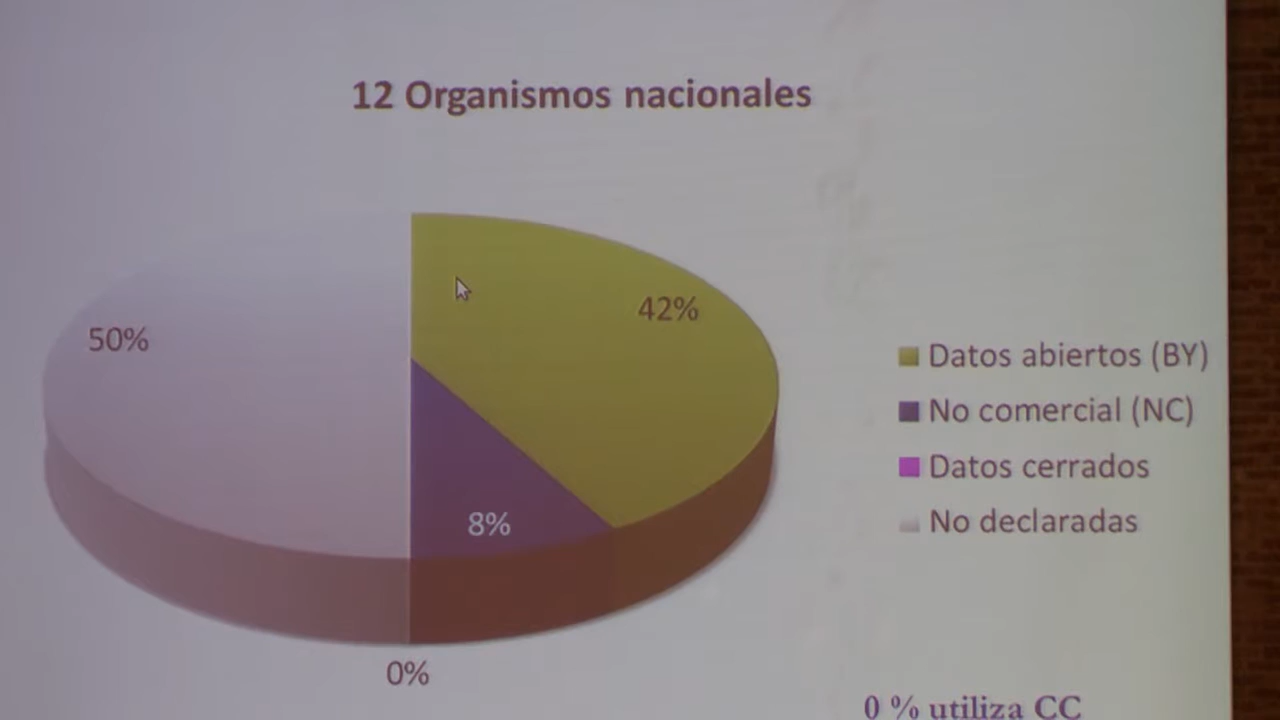 12 Organismos nacionales
42%
50%
Datos abiertos (BY)
No comercial (NC)
Datos cerrados
No declaradas
8%
0%
0 % utiliza CC